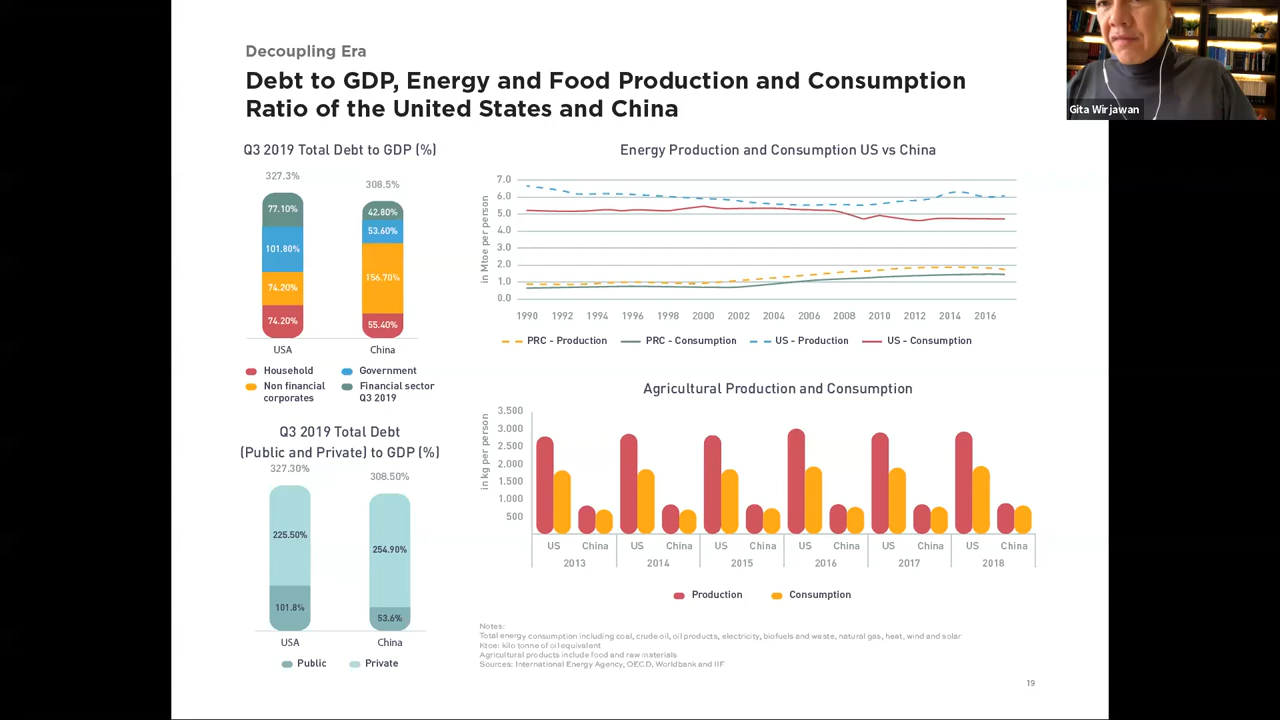 Decoupling Era
Debt to GDP, Energy and Food Production and Consumption
Ratio of the United States and China
Gita Wirjawan
Q3 2019 Total Debt to GDP (%)
327.3%
308.5%
77.10%
42.80%
101.80%
53.60%
74.20%
156.70%
74.20%
55.40%
USA
China
Household
Government
Non financial
corporates
Financial sector
Q3 2019
Q3 2019 Total Debt
(Public and Private) to GDP (%)
327.30%
308.50%
225.50%
254.90%
101.8%
53.6%
USA
China
Public
Private
Energy Production and Consumption US vs China
in Mtoe per person
7.0
6.0
5.0
4.0
3.0
2.0
1.0
0.0
1990 1992 1994 1996 1998 2000 2002 2004 2006 2008 2010 2012 2014 2016
PRC - Production
PRC - Consumption
US - Production
US - Consumption
Agricultural Production and Consumption
in kg per person
3.500
3.000
2.500
2.000
1.500
1.000
500
US China US China US China US China US China US China
2013 2014 2015 2016 2017 2018
Production
Consumption
Notes:
Total energy consumption including coal, crude oil, oil products, electricity, biofuels and waste, natural gas, heat, wind and solar
Ktoe: kilo tonne of oil equivalent
Agricultural products include food and raw materials
Sources: International Energy Agency, OECD, Worldbank and IIF
19